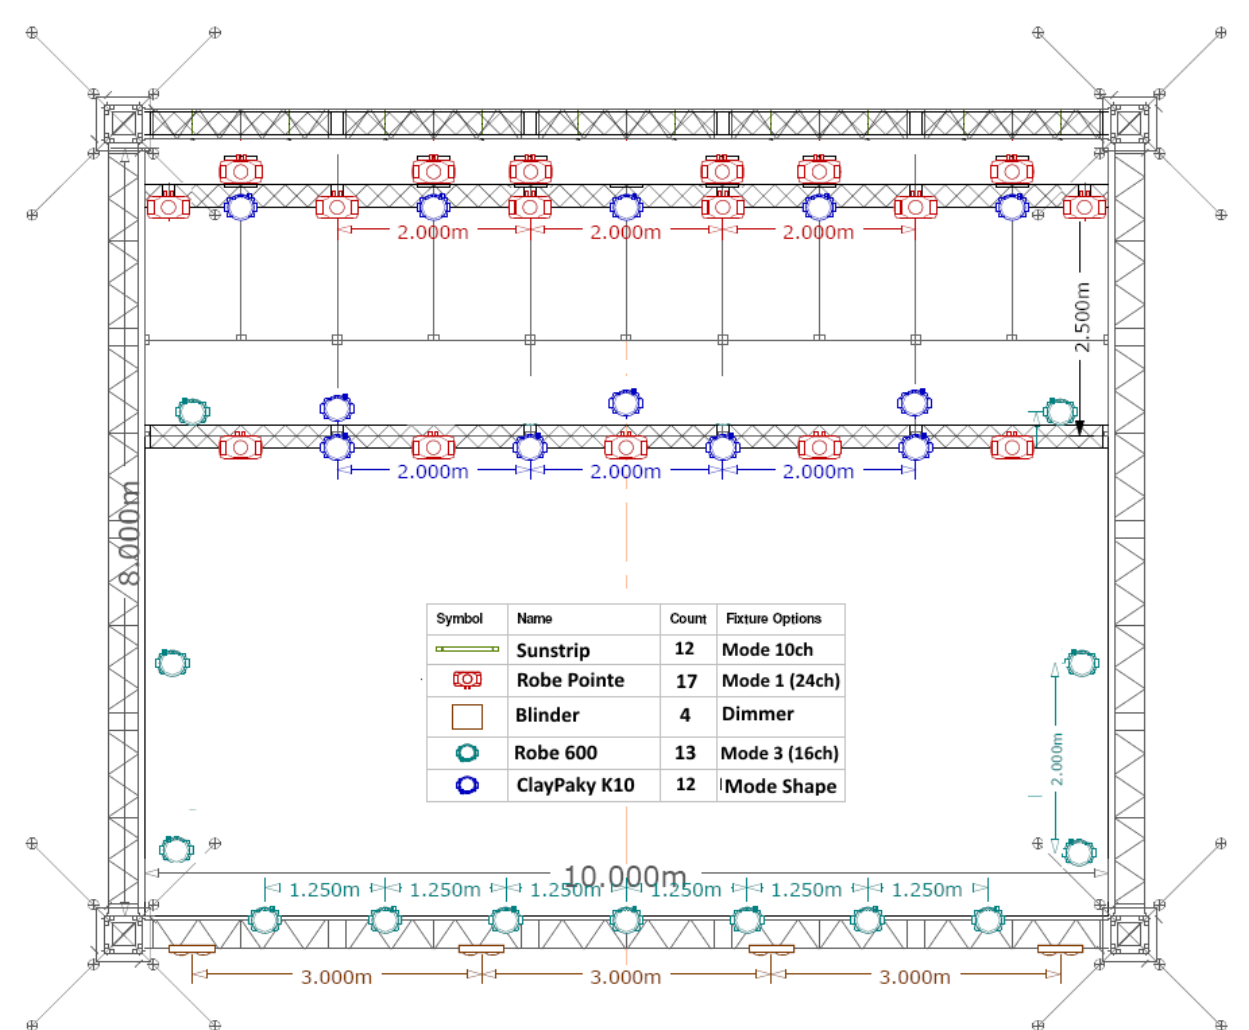 2.000m 2.000m 2.000m
2.500m
2.000m 2.000m 2.000m
8.000m
Symbol Name Count Fixture Options
Sunstrip 12 Mode 10ch
Robe Pointe 17 Mode 1 (24ch)
Blinder 4 Dimmer
Robe 600 13 Mode 3 (16ch)
ClayPaky K10 12 Mode Shape
2.000m
10.000m
1.250m 1.250m 1.250m 1.250m 1.250m 1.250m
3.000m 3.000m 3.000m